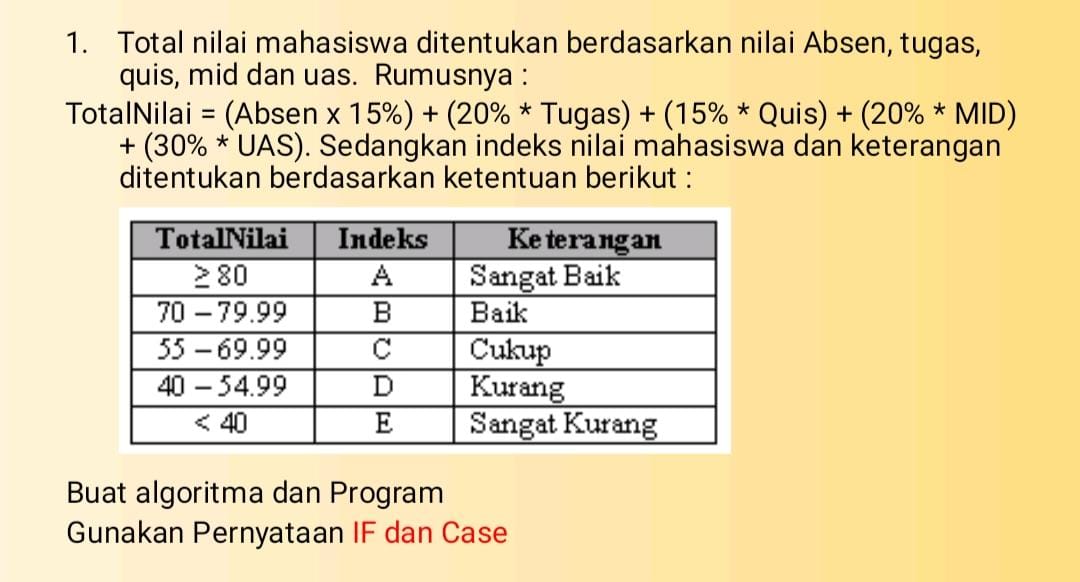 1. Total nilai mahasiswa ditentukan berdasarkan nilai Absen, tugas,
quis, mid dan uas. Rumusnya :
TotalNilai = (Absen x 15%) + (20% * Tugas) + (15% * Quis) + (20% * MID)
+ (30% * UAS). Sedangkan indeks nilai mahasiswa dan keterangan
ditentukan berdasarkan ketentuan berikut :
TotalNilai Indeks Keterangan
≥ 80 A Sangat Baik
70 – 79.99 B Baik
55 – 69.99 C Cukup
40 – 54.99 D Kurang
< 40 E Sangat Kurang
Buat algoritma dan Program
Gunakan Pernyataan IF dan Case